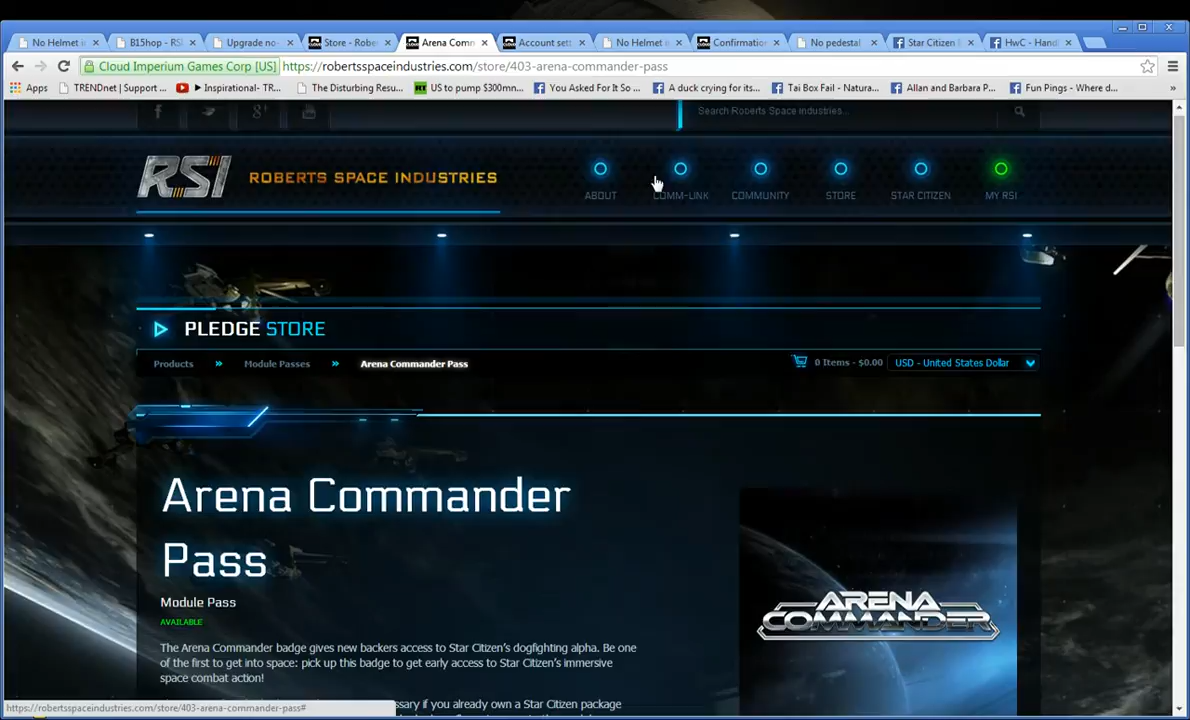 No Helmet i
B15hop - RSI
Upgrade no-
Store - Rober
Arena Comm
Account sett
No Helmet e
Confirmation
No pedestal
Star Citizen
HwC - Handl
Cloud Imperium Games Corp [US]
https://robertsspaceindustries.com/store/403-arena-commander-pass
Apps
TRENDnet | Support ...
► Inspirational- TR...
The Disturbing Resu...
RT US to pump $300mn...
You Asked For It So ...
A duck crying for its...
Tai Box Fail - Natura...
Allan and Barbara P...
Fun Pings - Where d...
»
Search Roberts Space Industries...
RSI ROBERTS SPACE INDUSTRIES
ABOUT
COMM-LINK
COMMUNITY
STORE
STAR CITIZEN
MY RSI
PLEDGE STORE
Products » Module Passes » Arena Commander Pass
0 Items - $0.00
USD - United States Dollar
Arena Commander
Pass
Module Pass
AVAILABLE
ARENA
COMMANDER
The Arena Commander badge gives new backers access to Star Citizen's dogfighting alpha. Be one
of the first to get into space: pick up this badge to get early access to Star Citizen's immersive
space combat action!
ssary if you already own a Star Citizen package
https://robertsspaceindustries.com/store/403-arena-commander-pass#